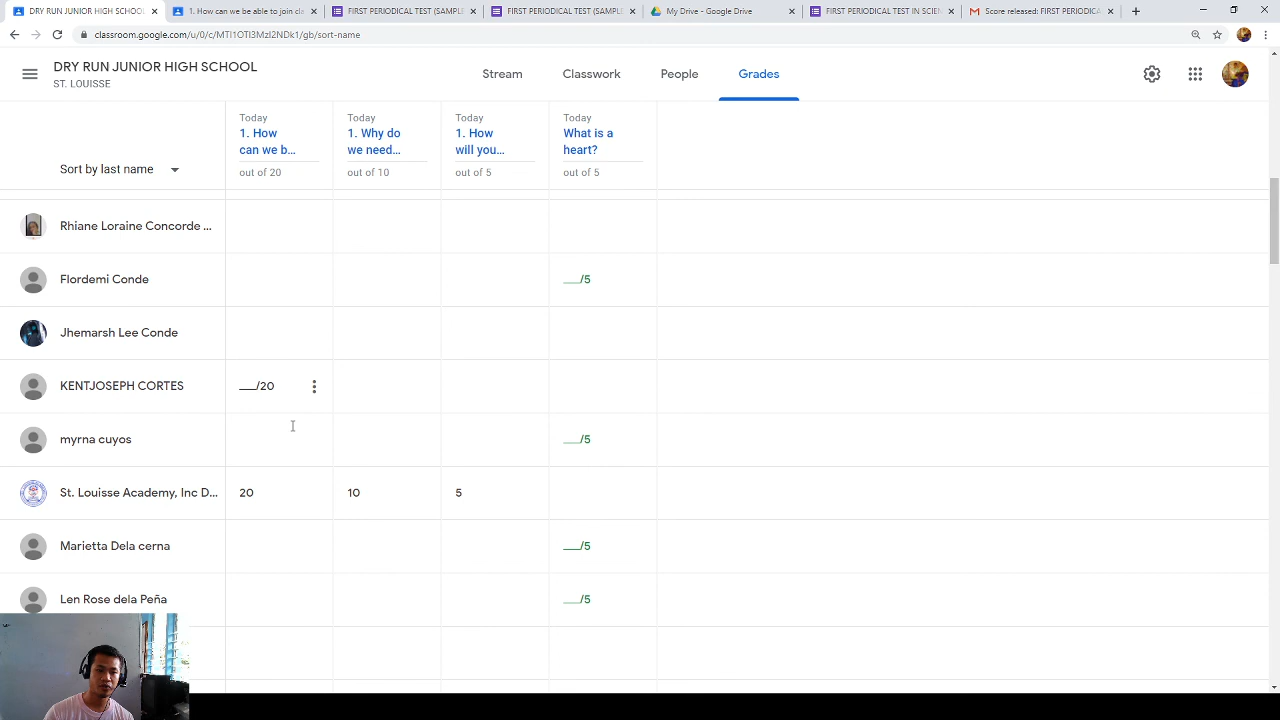 DRY RUN JUNIOR HIGH SCHOOL
1. How can we be able to join cla
FIRST PERIODICAL TEST (SAMPLE
FIRST PERIODICAL TEST (SAMPL
My Drive - Google Drive
FIRST PERIODICAL TEST IN SCIEN
Score released: FIRST PERIODICA
classroom.google.com/u/0/c/MTI1OTI3MzI2NDk1/gb/sort-name
DRY RUN JUNIOR HIGH SCHOOL
ST. LOUISSE
Stream
Classwork
People
Grades
Sort by last name
Today
1. How
can we b...
out of 20
Today
1. Why do
we need...
out of 10
Today
1. How
will you...
out of 5
Today
What is a
heart?
out of 5
Rhiane Loraine Concorde ...
Flordemi Conde
___/5
Jhemarsh Lee Conde
KENTJOSEPH CORTES
___/20
myrna cuyos
___/5
St. Louisse Academy, Inc D...
20
10
5
Marietta Dela cerna
___/5
Len Rose dela Peña
___/5